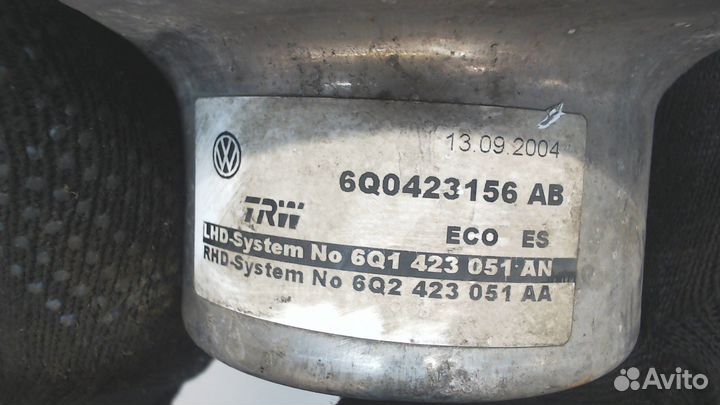 13.09.2004
6Q0423156 AB
TRW
ECO ES
LHD-System No 6Q1 423 051 AN
RHD-System No 6Q2 423 051 AA
Avito